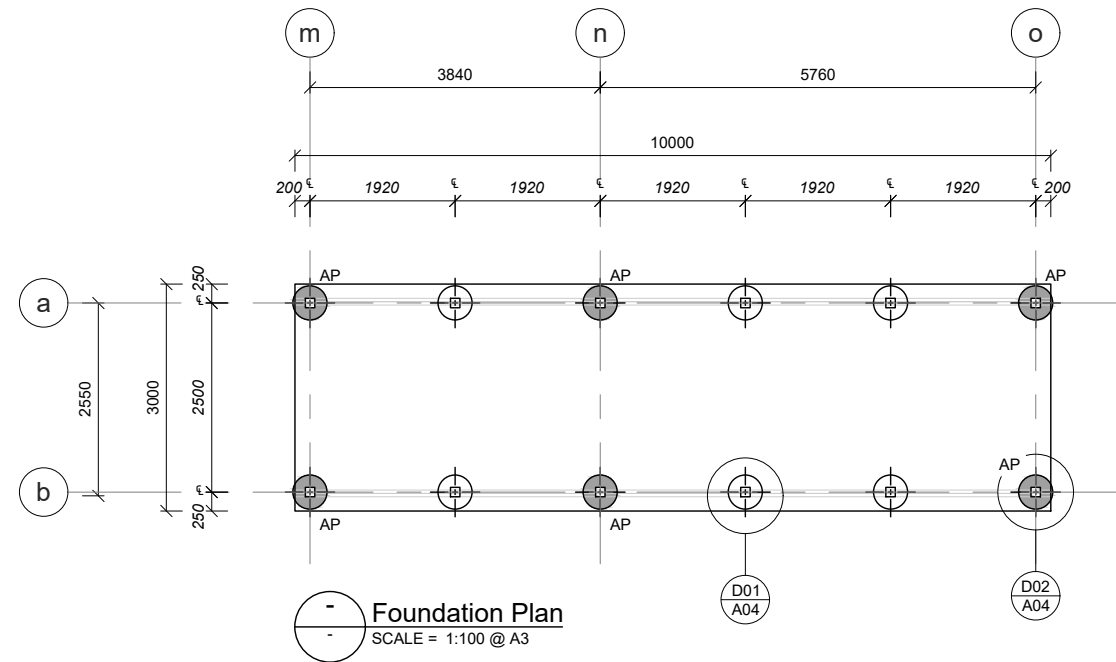 m
n
o
3840
5760
10000
200
℄
1920
℄
1920
℄
1920
℄
1920
℄
1920
℄
200
AP
AP
AP
a
250
℄
2550
3000
2500
b
℄
250
AP
AP
AP
D01
A04
D02
A04
-
Foundation Plan
-
SCALE = 1:100 @ A3